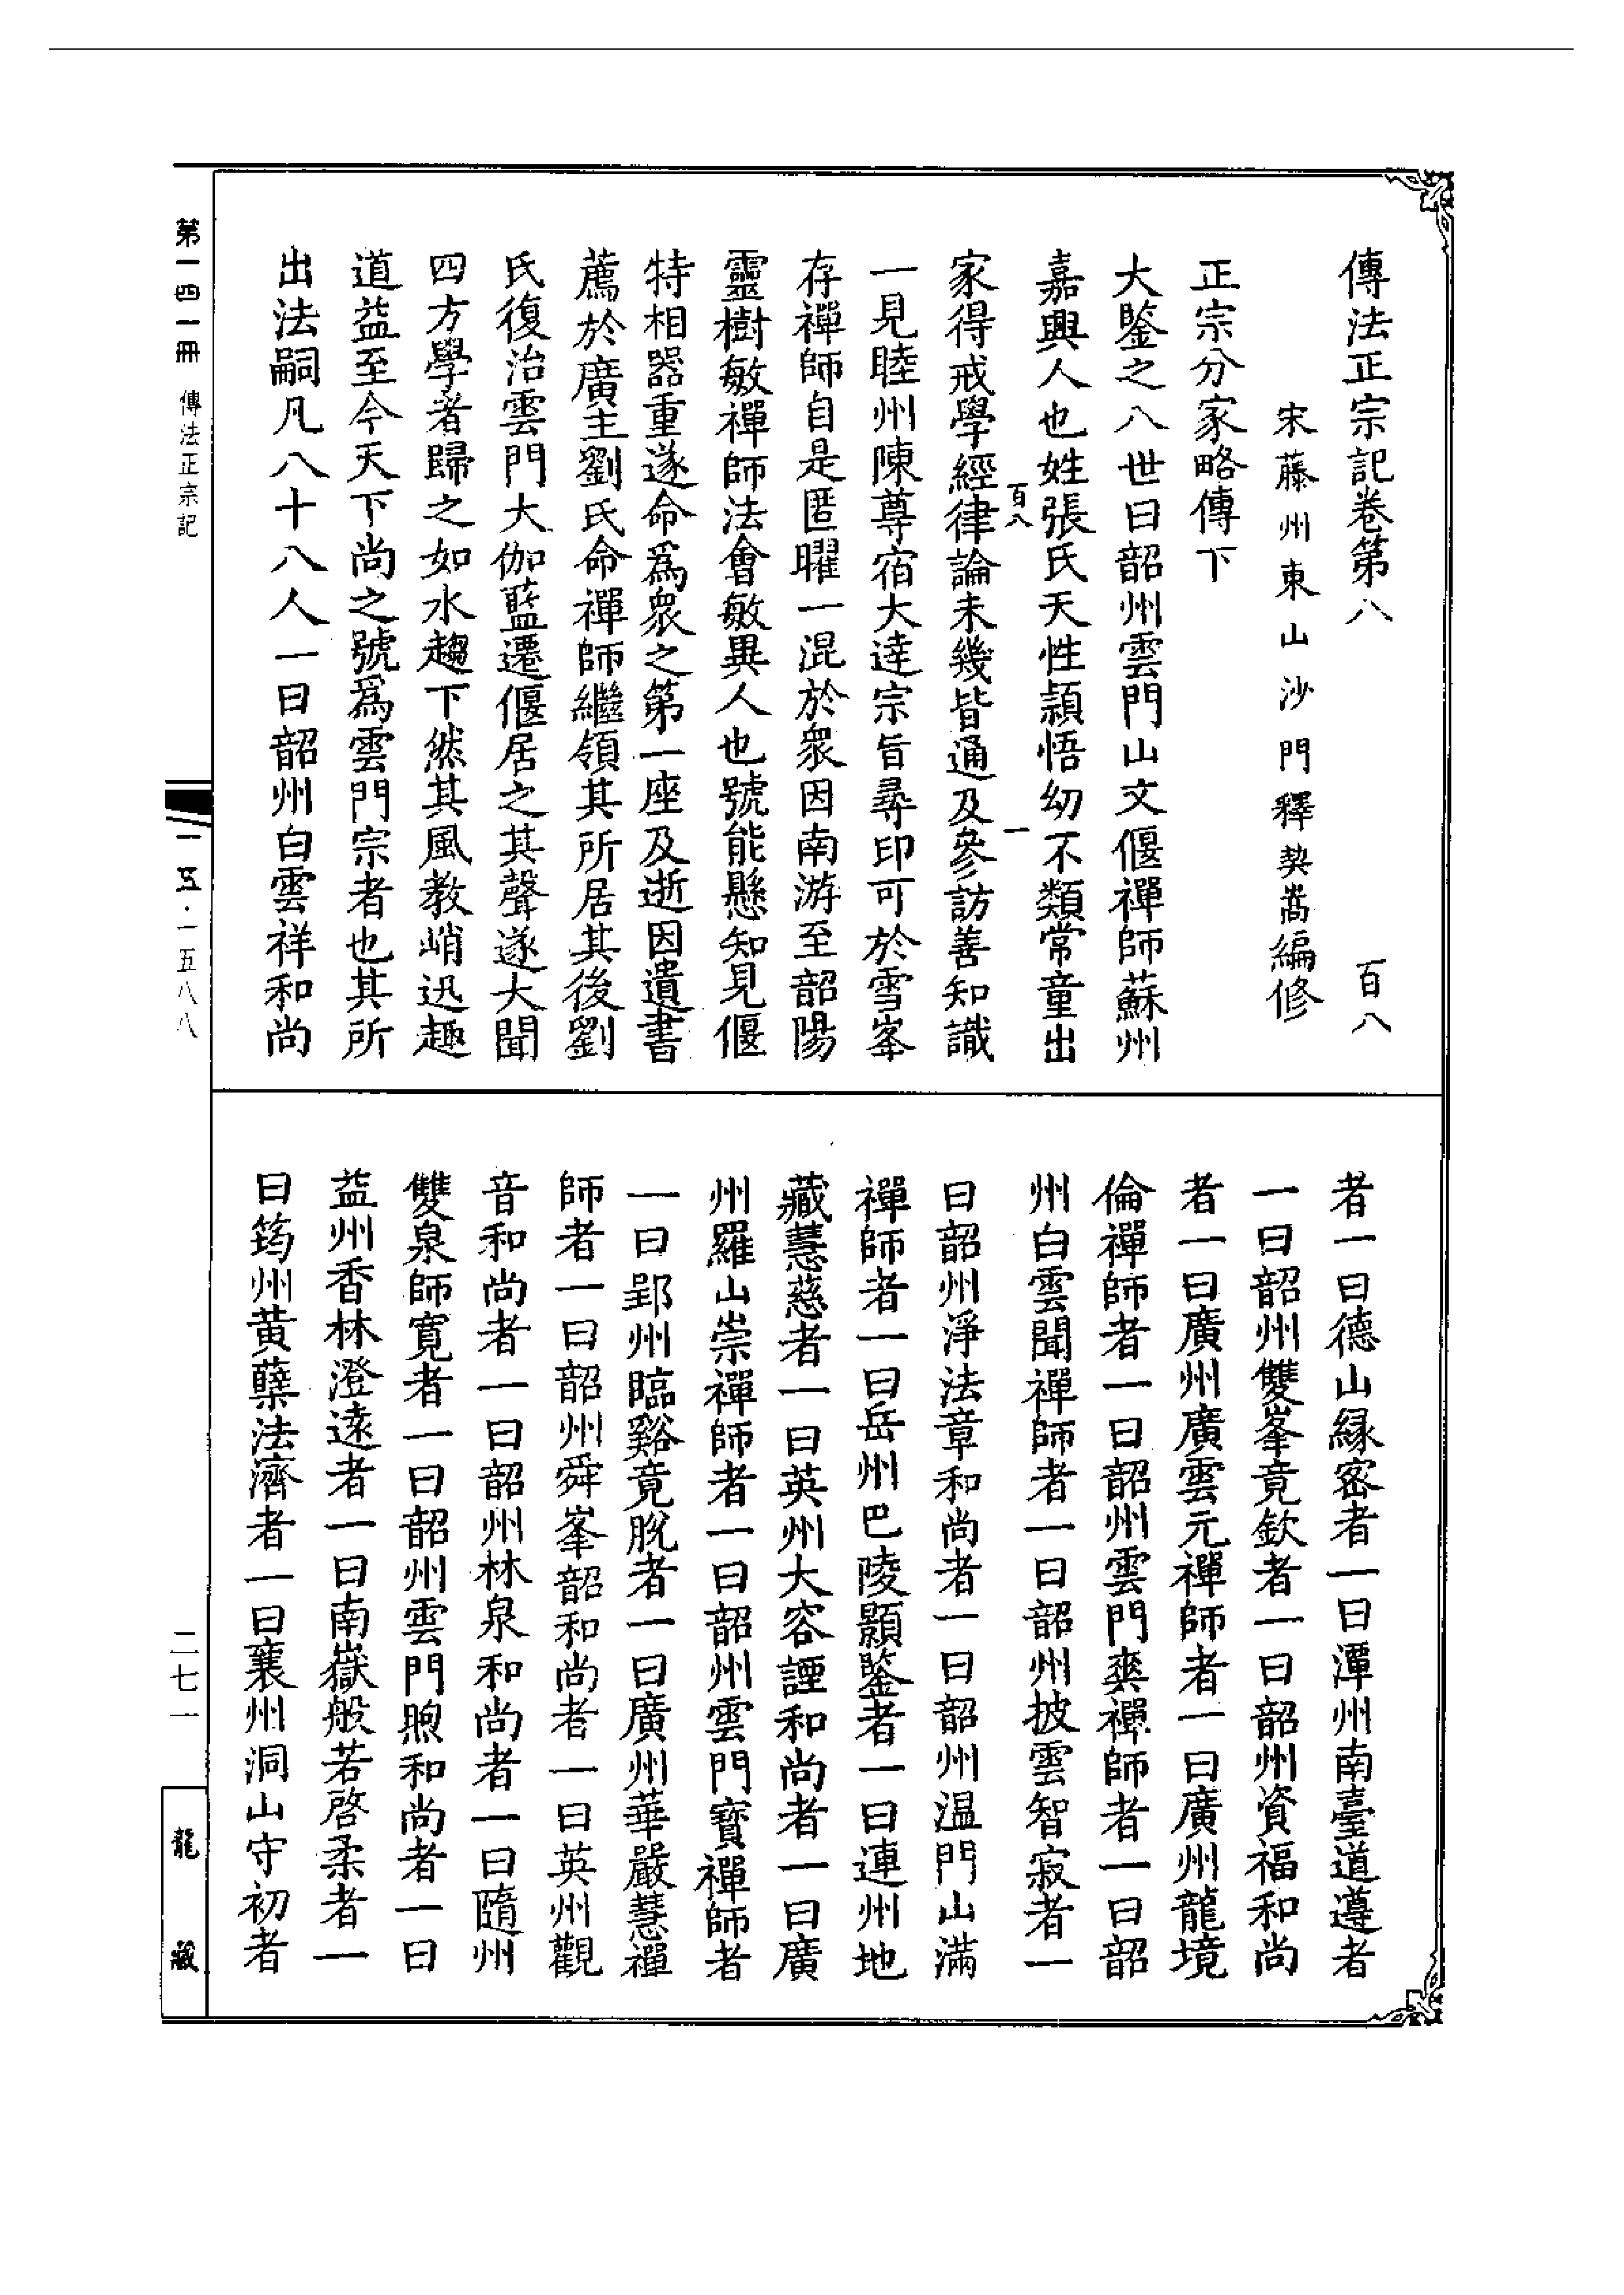 傳法正宗記卷第八
百八
宋藤州東山沙門釋契嵩編修
正宗分家略傳下
大鑒之八世曰韶州雲門山文偃禪師蘇州
嘉興人也姓張氏天性頴悟幼不類常童出
百八
一
家得戒學經律論未幾皆通及參訪善知識
一見睦州陳尊宿大逹宗旨尋印可於雪峯
存禪師自是匿曜一混於衆因南游至韶陽
靈樹敏禪師法會敏異人也號能懸知見偃
特相器重遂命爲衆之第一座及逝因遺書
薦於廣主劉氏命禪師繼領其所居其後劉
氏復治雲門大伽藍遷偃居之其聲遂大聞
四方學者歸之如水趨下然其風教峭迅趣
道益至今天下尚之號爲雲門宗者也其所
出法嗣凡八十八人一曰韶州白雲祥和尚
者一曰德山緣密者一曰潭州南臺道遵者
一曰韶州雙峯竟欽者一曰韶州資福和尚
者一曰廣州廣雲元禪師者一曰廣州龍境
倫禪師者一曰韶州雲門爽禪師者一曰韶
州白雲聞禪師者一曰韶州披雲智寂者一
曰韶州淨法章和尚者一曰韶州温門山滿
禪師者一曰岳州巴陵顥鑒者一曰連州地
藏慧慈者一曰英州大容諲和尚者一曰廣
州羅山崇禪師者一曰韶州雲門寶禪師者
一曰郢州臨谿竟脫者一曰廣州華嚴慧禪
師者一曰韶州舜峯韶和尚者一曰英州觀
音和尚者一曰韶州林泉和尚者一曰隨州
雙泉師寬者一曰韶州雲門煦和尚者一曰
益州香林澄遠者一曰南嶽般若啓柔者一
曰筠州黃蘗法濟者一曰襄州洞山守初者
第一四一冊 傳法正宗記
一五·一五八八
二七一
龍藏